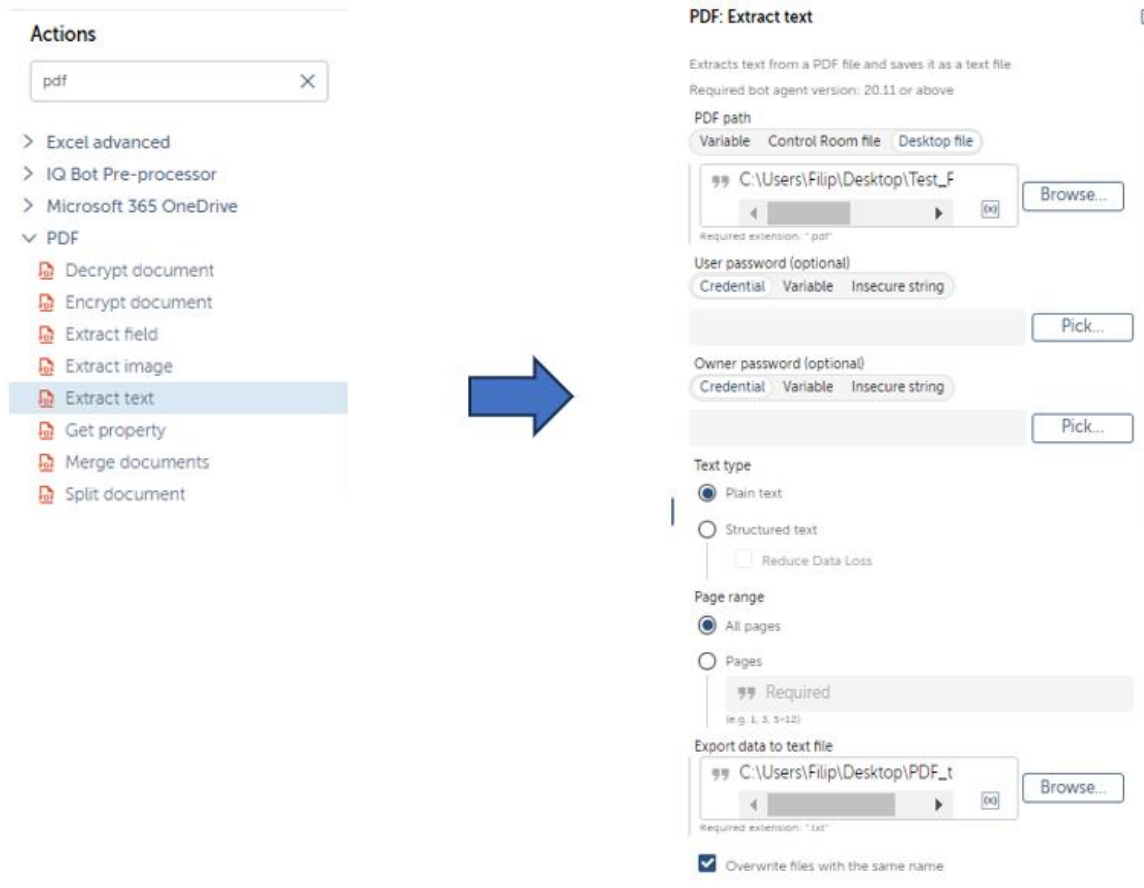 Actions
pdf
Excel advanced
IQ Bot Pre-processor
Microsoft 365 OneDrive
PDF
Decrypt document
Encrypt document
Extract field
Extract image
Extract text
Get property
Merge documents
Split document
PDF: Extract text
Extracts text from a PDF file and saves it as a text file
Required bot agent version: 20.11 or above
PDF path
Variable Control Room file Desktop file
C:\Users\Filip\Desktop\Test_F
(x)
Browse...
Required extension: ".pdf"
User password (optional)
Credential Variable Insecure string
Pick...
Owner password (optional)
Credential Variable Insecure string
Pick...
Text type
Plain text
Structured text
Reduce Data Loss
Page range
All pages
Pages
Required
(e.g. 1, 3, 5-12)
Export data to text file
C:\Users\Filip\Desktop\PDF_t
(x)
Browse...
Required extension: ".txt"
Overwrite files with the same name